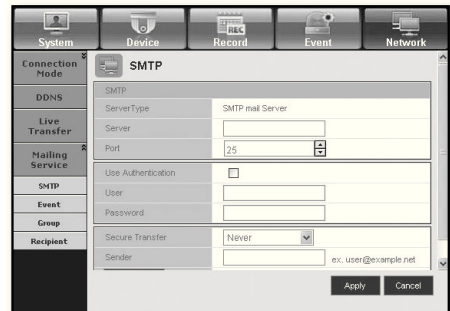 System Device Record Event Network
REC
Connection Mode
DDNS
Live Transfer
Mailing Service
SMTP
Event
Group
Recipient
SMTP
SMTP
ServerType SMTP mail Server
Server
Port 25
Use Authentication
User
Password
Secure Transfer Never
Sender ex. user@example.net
Apply Cancel